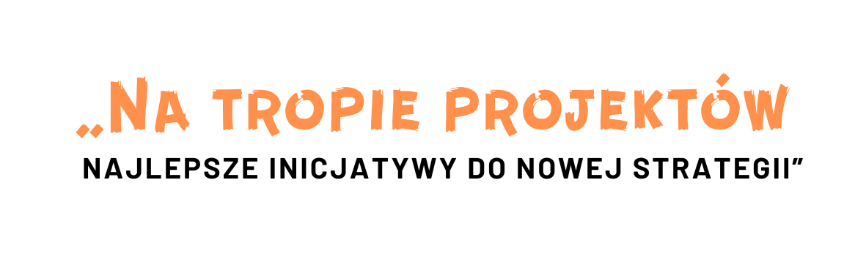 „Na tropie projektów
najlepsze inicjatywy do nowej strategii”